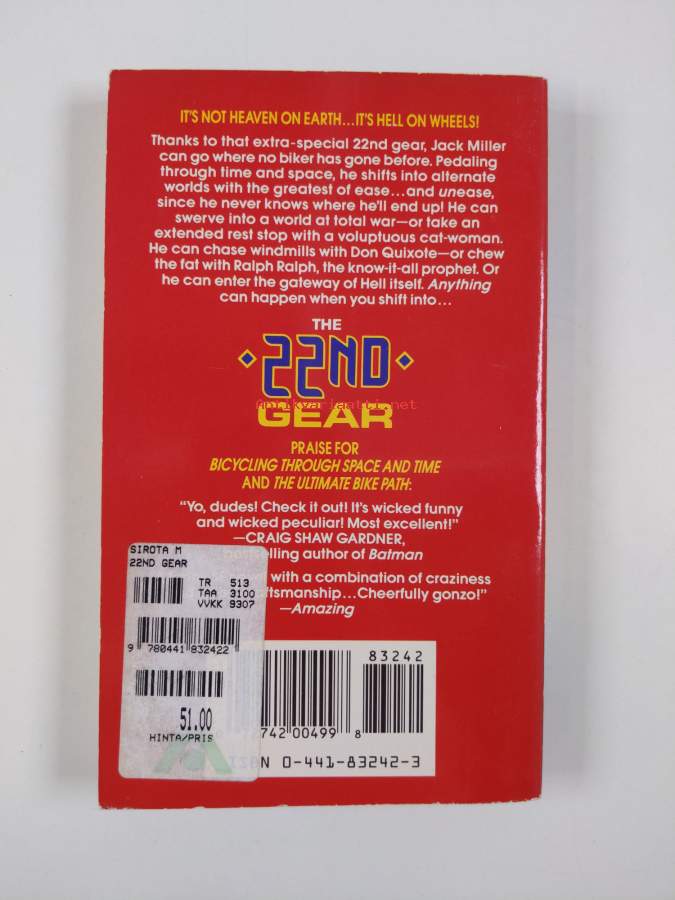 IT'S NOT HEAVEN ON EARTH...IT'S HELL ON WHEELS!
Thanks to that extra-special 22nd gear, Jack Miller
can go where no biker has gone before. Pedaling
through time and space, he shifts into alternate
worlds with the greatest of ease...and unease,
since he never knows where he'll end up! He can
swerve into a world at total war—or take an
extended rest stop with a voluptuous cat-woman.
He can chase windmills with Don Quixote—or chew
the fat with Ralph Ralph, the know-it-all prophet. Or
he can enter the gateway of Hell itself. Anything
can happen when you shift into...
THE
22ND
Antikvariaatti.net
GEAR
PRAISE FOR
BICYCLING THROUGH SPACE AND TIME
AND THE ULTIMATE BIKE PATH:
"Yo, dudes! Check it out! It's wicked funny
and wicked peculiar! Most excellent!"
—CRAIG SHAW GARDNER,
bestselling author of Batman
with a combination of craziness
...Cheerfully gonzo!"
—Amazing
SIROTA M
22ND GEAR
TR 513
TAA 3100
VVKK 9307
9 780441 832422
51.00
HINTA/PRIS
83242
742 00499 8
ISBN 0-441-83242-3